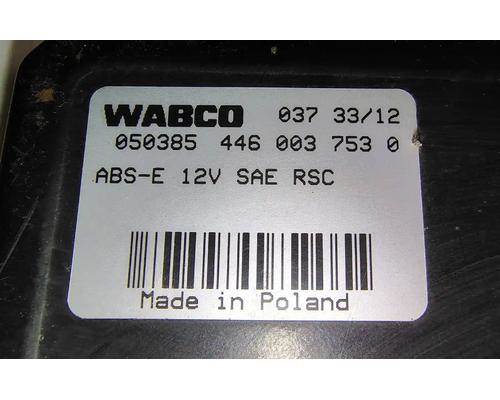 WABCO 037 33/12
050385 446 003 753 0
ABS-E 12V SAE RSC
Made in Poland